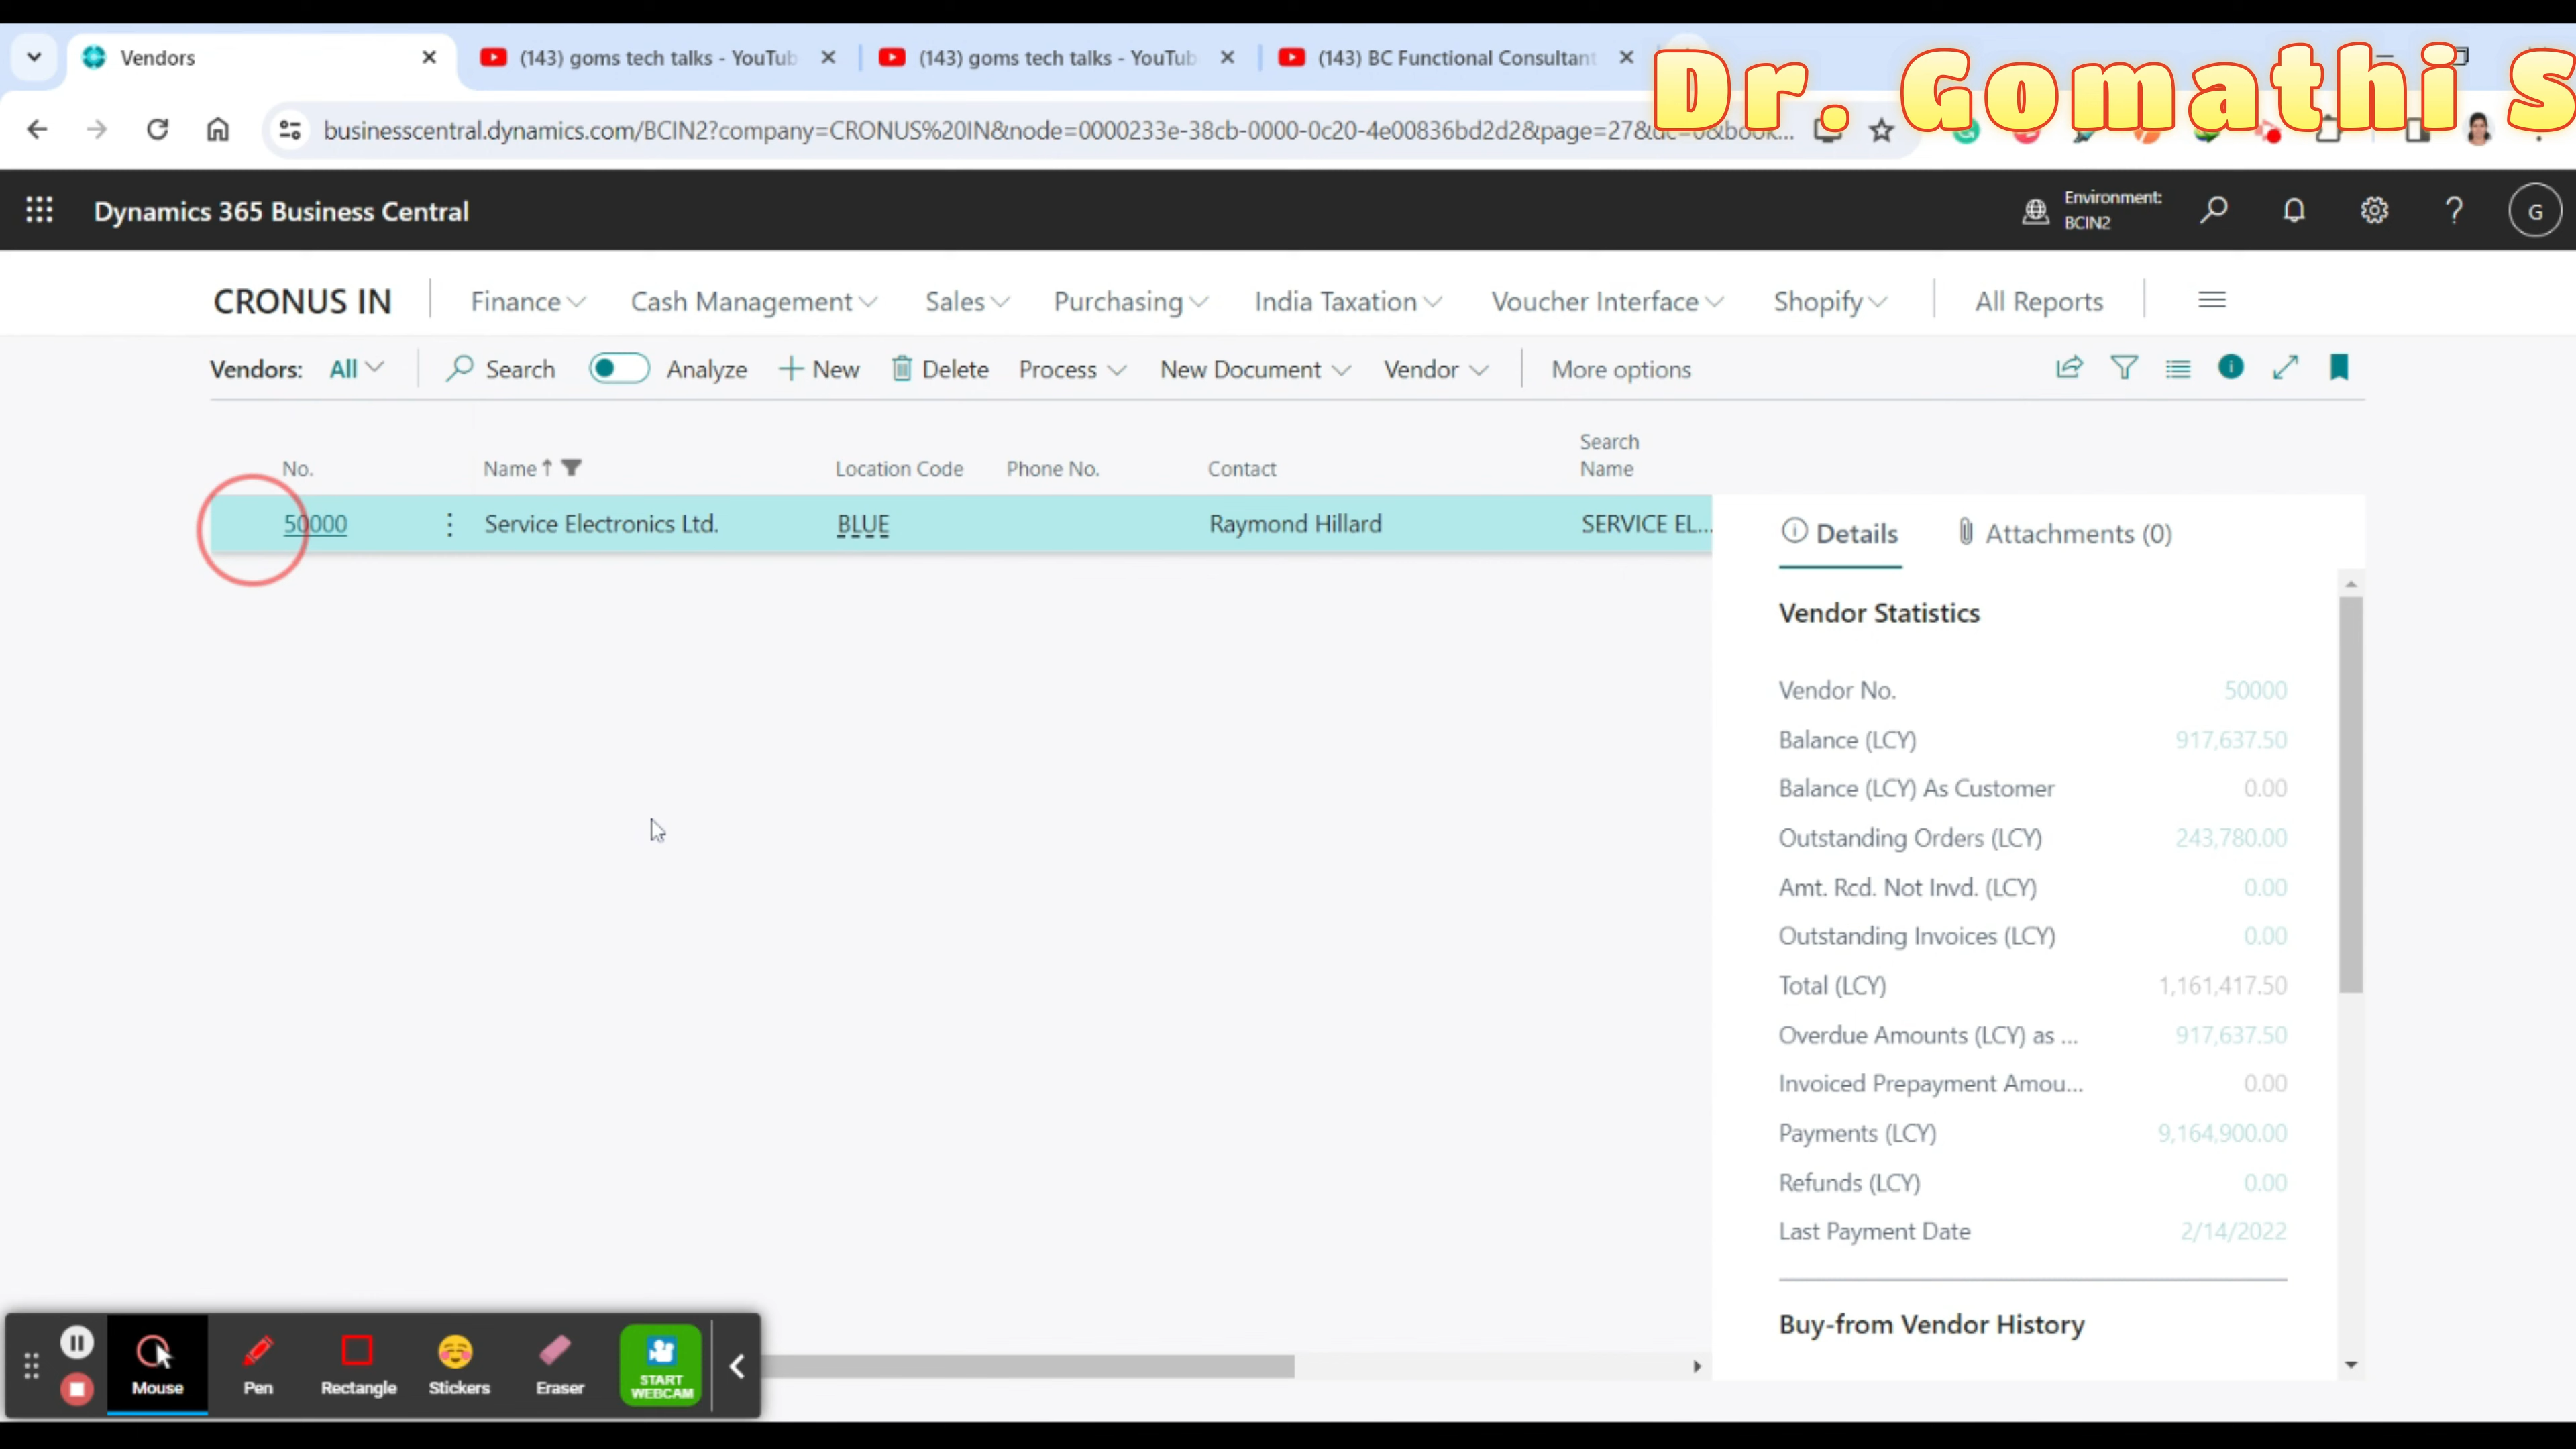 Vendors
(143) goms tech talks - YouTub
(143) goms tech talks - YouTub
(143) BC Functional Consultant
Dr. Gomathi S
businesscentral.dynamics.com/BCIN2?company=CRONUS%20IN&node=0000233e-38cb-0000-0c20-4e00836bd2d2&page=27&dc=0&book...
Dynamics 365 Business Central
Environment:
BCIN2
G
CRONUS IN
Finance
Cash Management
Sales
Purchasing
India Taxation
Voucher Interface
Shopify
All Reports
Vendors: All
Search
Analyze
New
Delete
Process
New Document
Vendor
More options
No.
Name
Location Code
Phone No.
Contact
Search
Name
50000
Service Electronics Ltd.
BLUE
Raymond Hillard
SERVICE EL...
Details
Attachments (0)
Vendor Statistics
Vendor No. 50000
Balance (LCY) 917,637.50
Balance (LCY) As Customer 0.00
Outstanding Orders (LCY) 243,780.00
Amt. Rcd. Not Invd. (LCY) 0.00
Outstanding Invoices (LCY) 0.00
Total (LCY) 1,161,417.50
Overdue Amounts (LCY) as ... 917,637.50
Invoiced Prepayment Amou... 0.00
Payments (LCY) 9,164,900.00
Refunds (LCY) 0.00
Last Payment Date 2/14/2022
Buy-from Vendor History
Mouse
Pen
Rectangle
Stickers
Eraser
START
WEBCAM